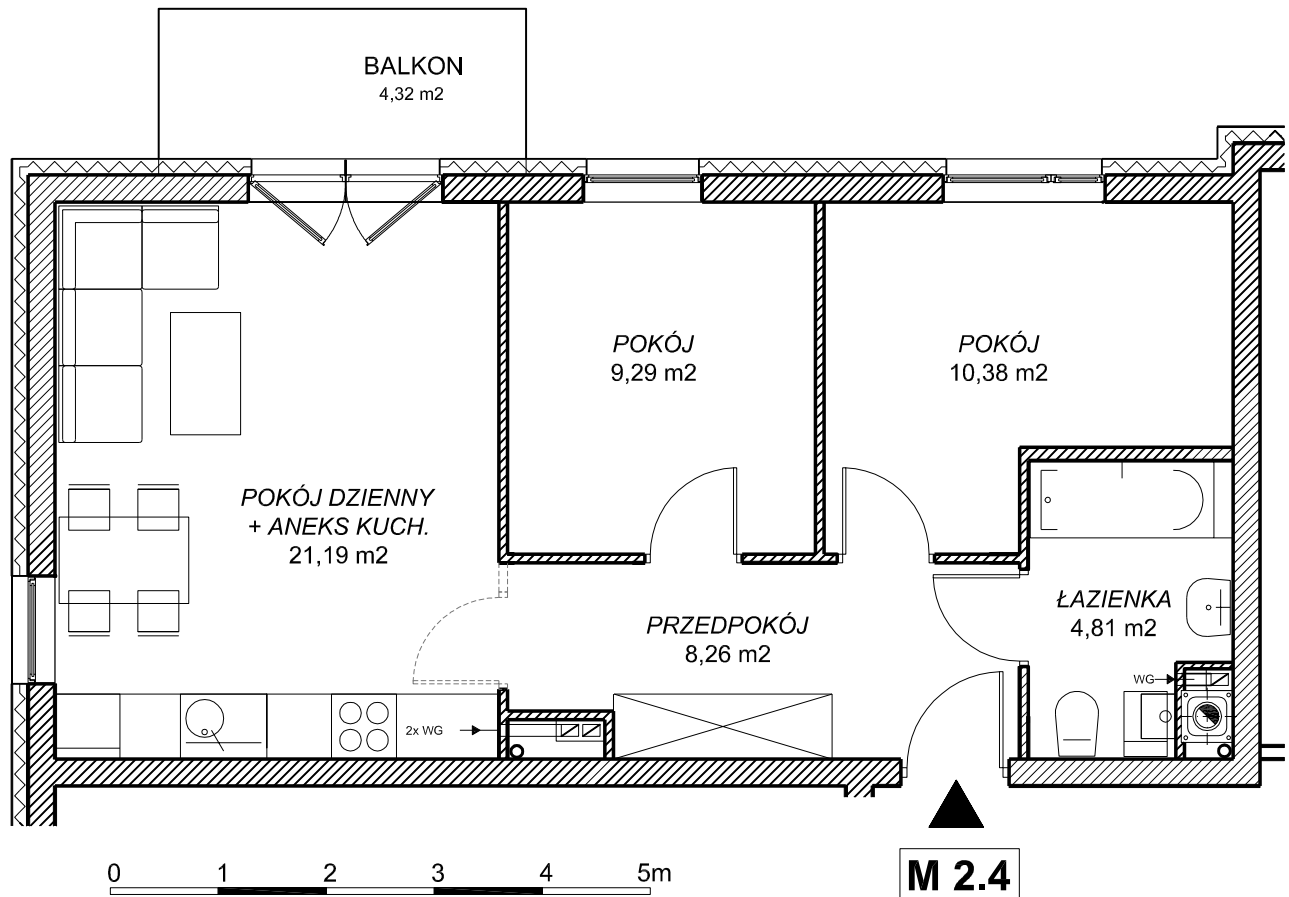 BALKON
4,32 m2
POKÓJ
9,29 m2
POKÓJ
10,38 m2
POKÓJ DZIENNY
+ ANEKS KUCH.
21,19 m2
PRZEDPOKÓJ
8,26 m2
ŁAZIENKA
4,81 m2
WG
2x WG
0 1 2 3 4 5m
M 2.4